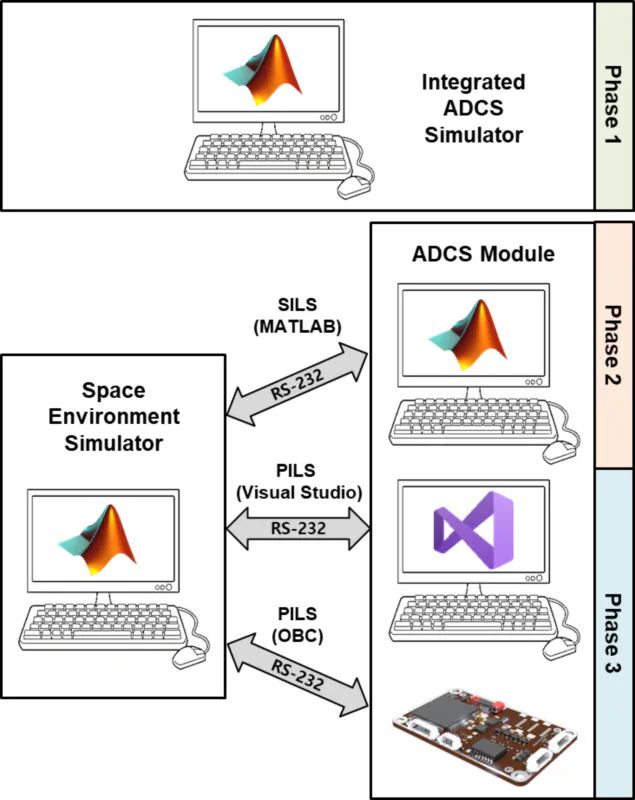 Integrated
ADCS
Simulator
Phase 1
ADCS Module
Phase 2
SILS
(MATLAB)
RS-232
Space
Environment
Simulator
PILS
(Visual Studio)
RS-232
Phase 3
PILS
(OBC)
RS-232